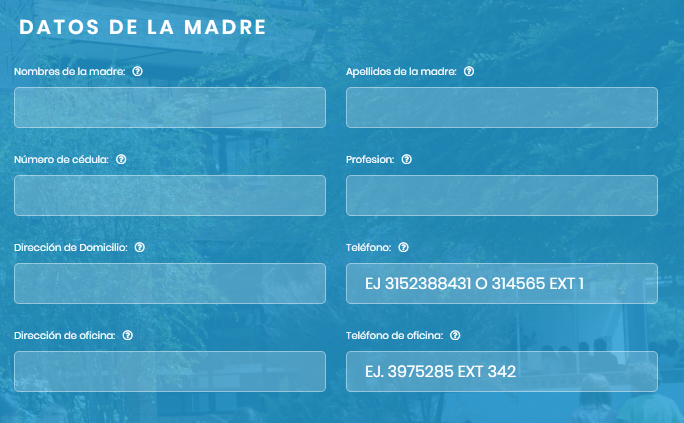 DATOS DE LA MADRE
Nombres de la madre:
Apellidos de la madre:
Número de cédula:
Profesion:
Dirección de Domicilio:
Teléfono:
EJ 3152388431 O 314565 EXT 1
Dirección de oficina:
Teléfono de oficina:
EJ. 3975285 EXT 342